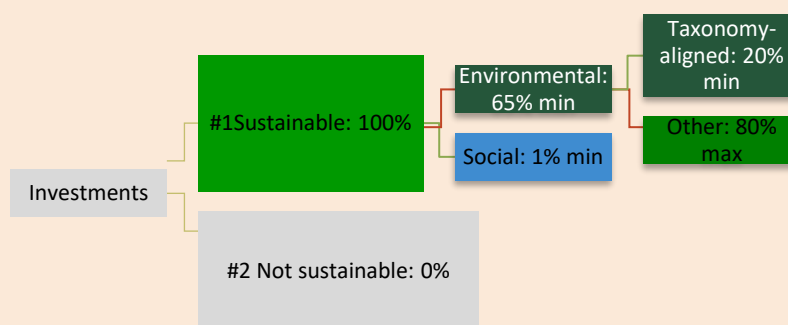 Taxonomy-
aligned: 20%
min
Environmental:
65% min
#1Sustainable: 100%
Other: 80%
max
Social: 1% min
Investments
#2 Not sustainable: 0%